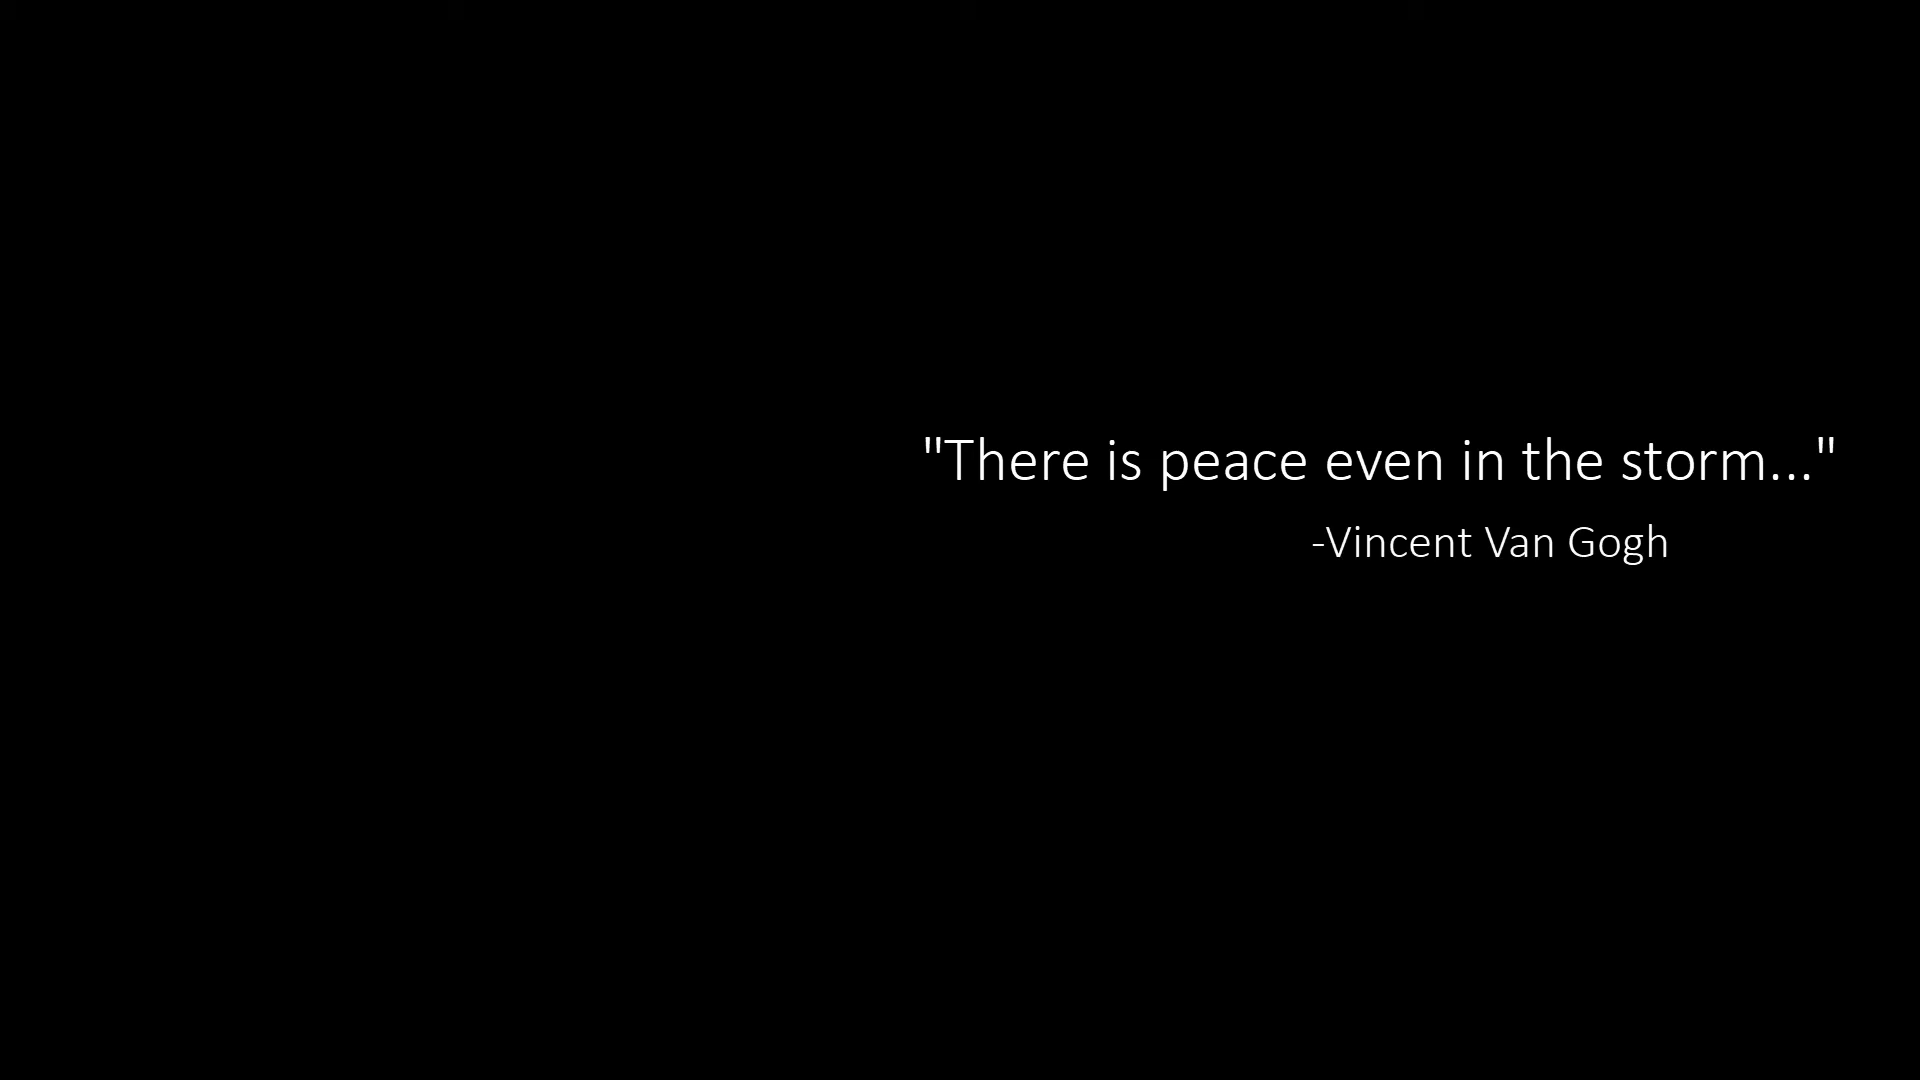 "There is peace even in the storm..."
-Vincent Van Gogh